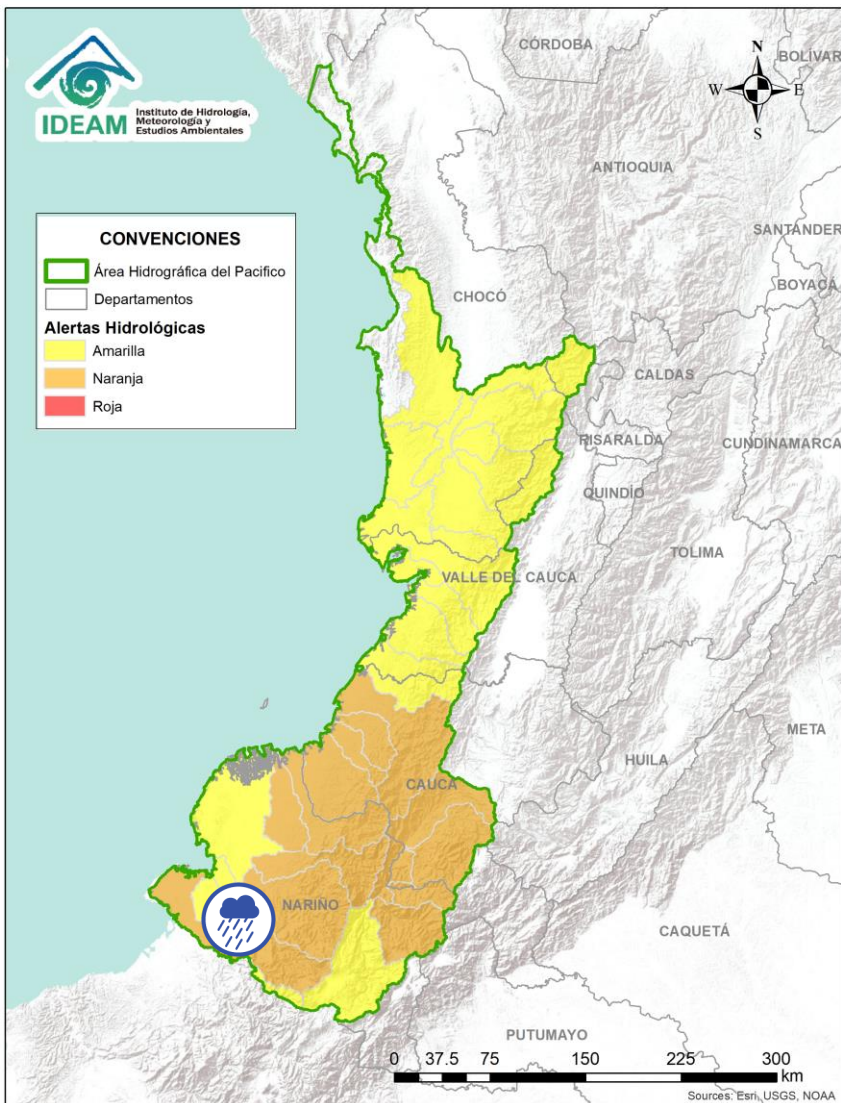 IDEAM
Instituto de Hidrología,
Meteorología y
Estudios Ambientales
CÓRDOBA
BOLÍVAR
N
W
E
S
ANTIOQUIA
SANTANDER
BOYACÁ
CONVENCIONES
Área Hidrográfica del Pacifico
Departamentos
Alertas Hidrológicas
Amarilla
Naranja
Roja
CHOCÓ
CALDAS
RISARALDA
CUNDINAMARCA
QUINDÍO
TOLIMA
VALLE DEL CAUCA
META
HUILA
CAUCA
NARIÑO
CAQUETÁ
PUTUMAYO
0 37.5 75 150 225 300
km
Sources: Esri, USGS, NOAA